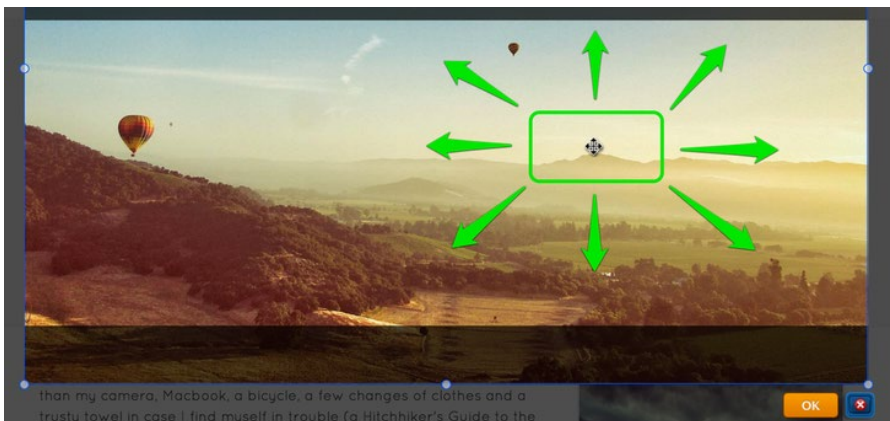 than my camera, Macbook, a bicycle, a few changes of clothes and a
trusty towel in case I find myself in trouble (a Hitchhiker's Guide to the
OK